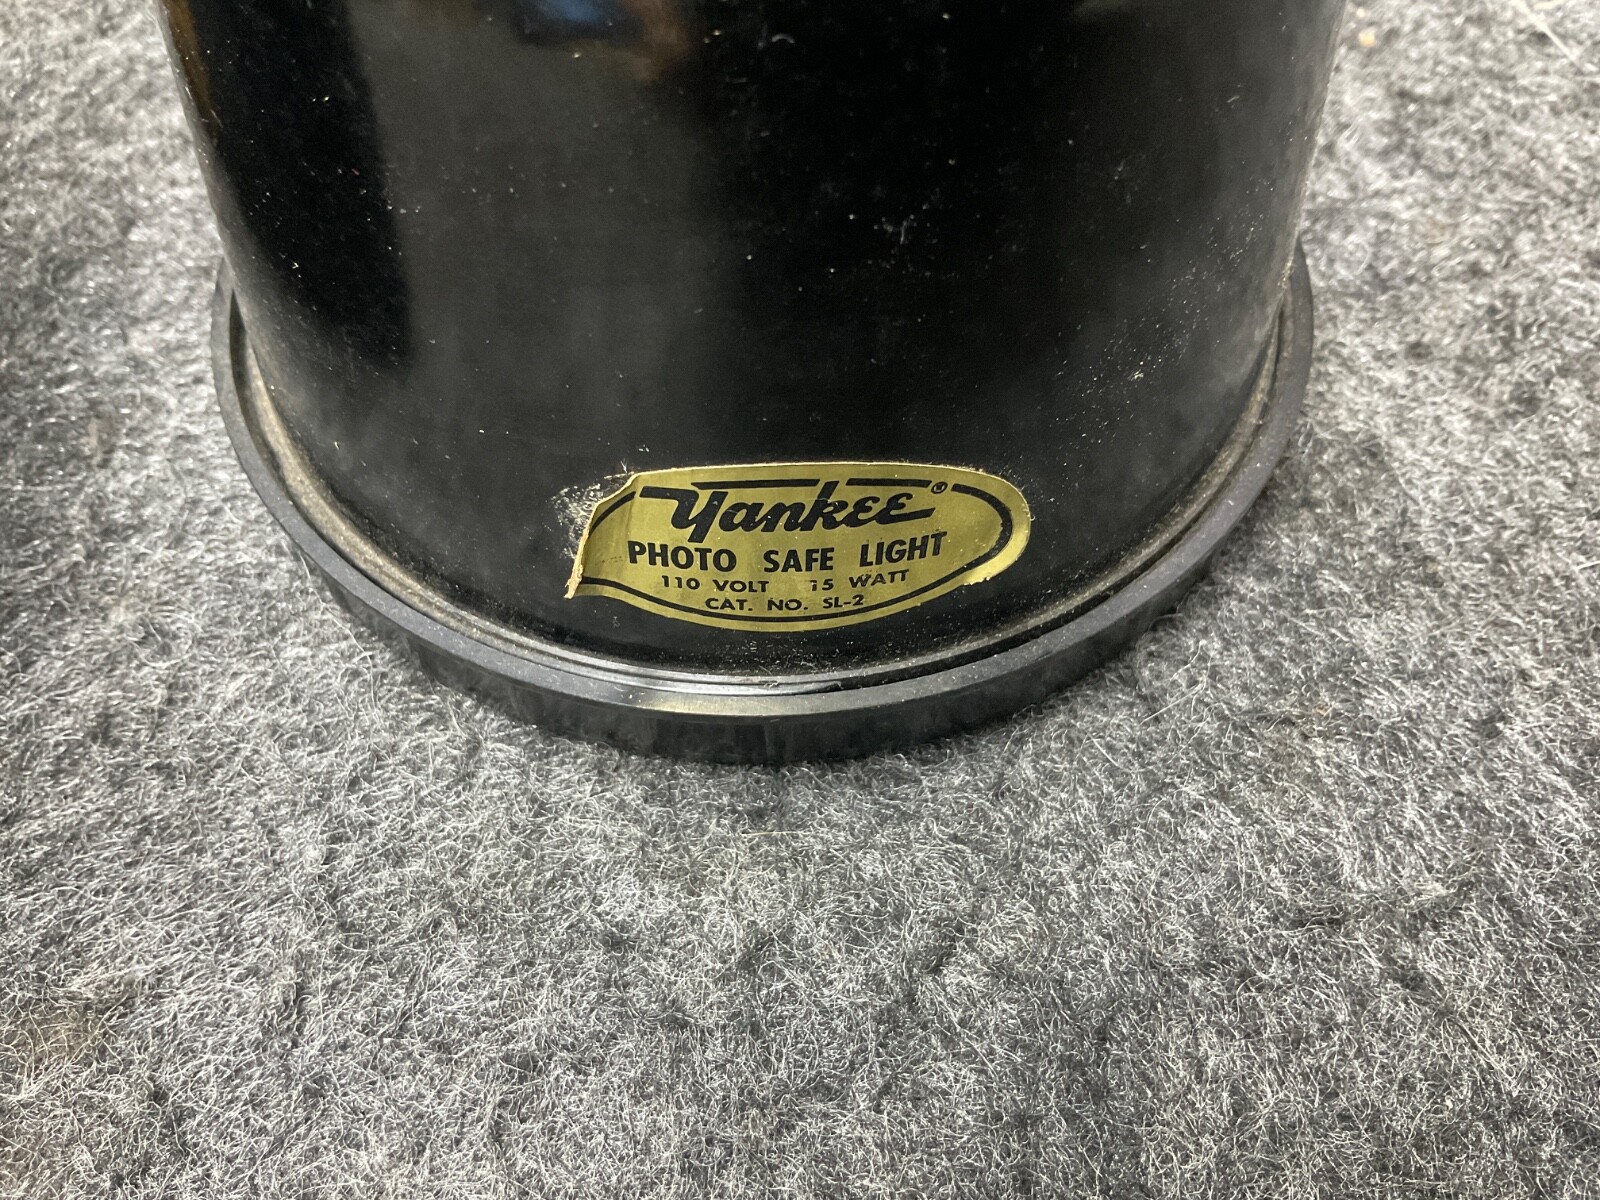 Yankee®
PHOTO SAFE LIGHT
110 VOLT 15 WATT
CAT. NO. SL-2